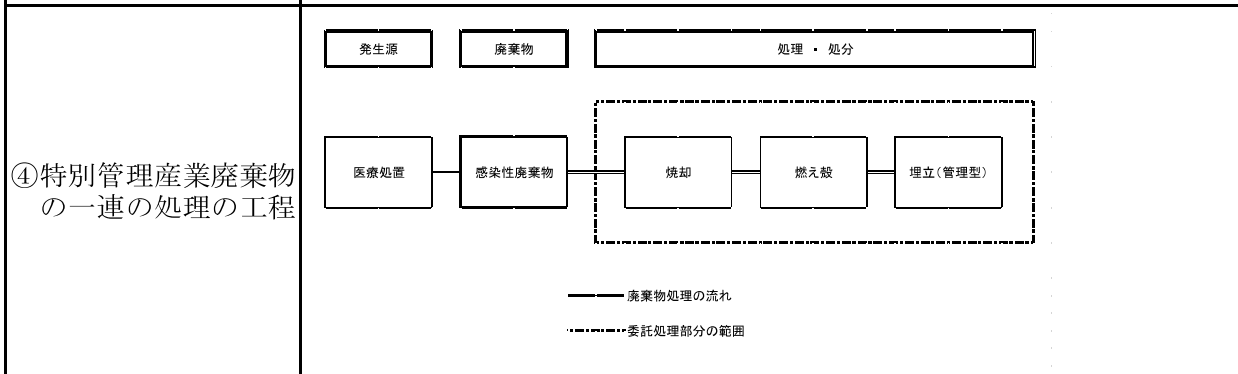 ④特別管理産業廃棄物
の一連の処理の工程
発生源
廃棄物
処理 ・ 処分
医療処置
感染性廃棄物
焼却
燃え殻
埋立(管理型)
廃棄物処理の流れ
委託処理部分の範囲